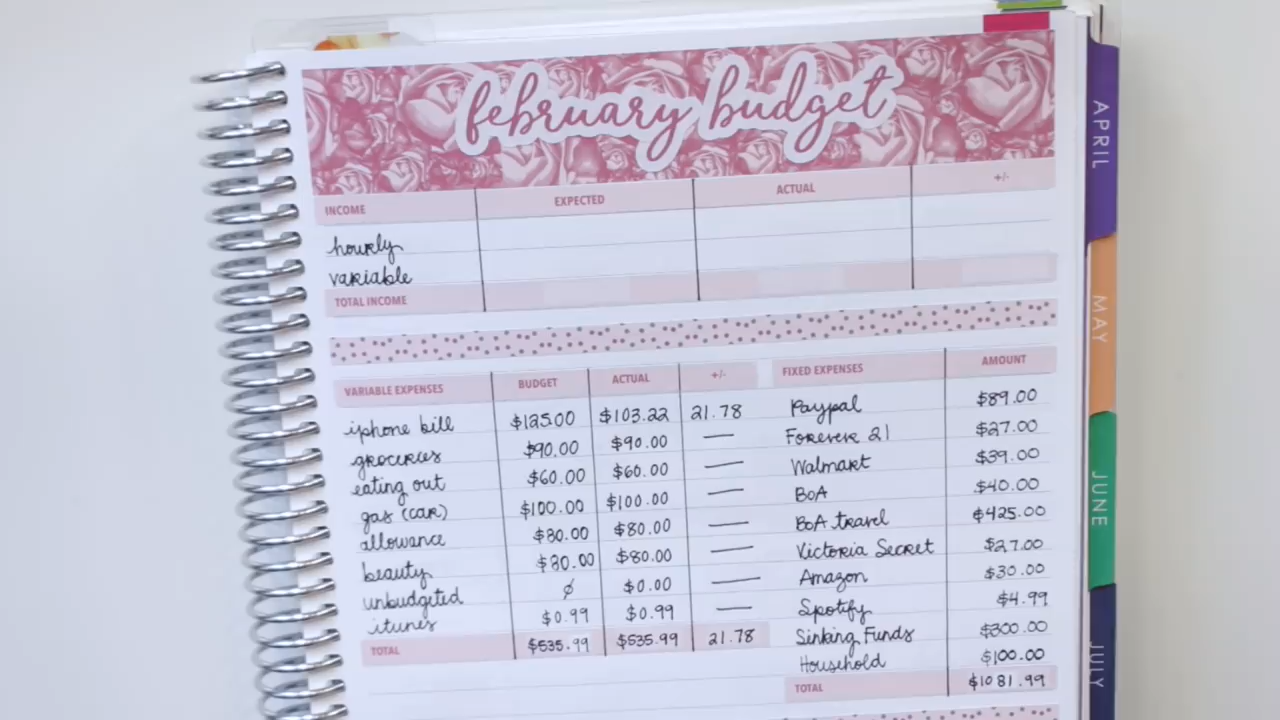 february budget
INCOME EXPECTED ACTUAL +/-
hourly
variable
TOTAL INCOME
VARIABLE EXPENSES BUDGET ACTUAL +/-
iphone bill $125.00 $103.22 21.78
groceries $90.00 $90.00 —
eating out $60.00 $60.00 —
gas (car) $100.00 $100.00 —
allowance $80.00 $80.00 —
beauty $80.00 $80.00 —
unbudgeted ∅ $0.00 —
itunes $0.99 $0.99 —
TOTAL $535.99 $535.99 21.78
FIXED EXPENSES AMOUNT
Paypal $89.00
Forever 21 $27.00
Walmart $39.00
BoA $40.00
BoA travel $425.00
Victoria Secret $27.00
Amazon $30.00
Spotify $4.99
Sinking Funds $300.00
Household $100.00
TOTAL $1081.99
APRIL
MAY
JUNE
JULY